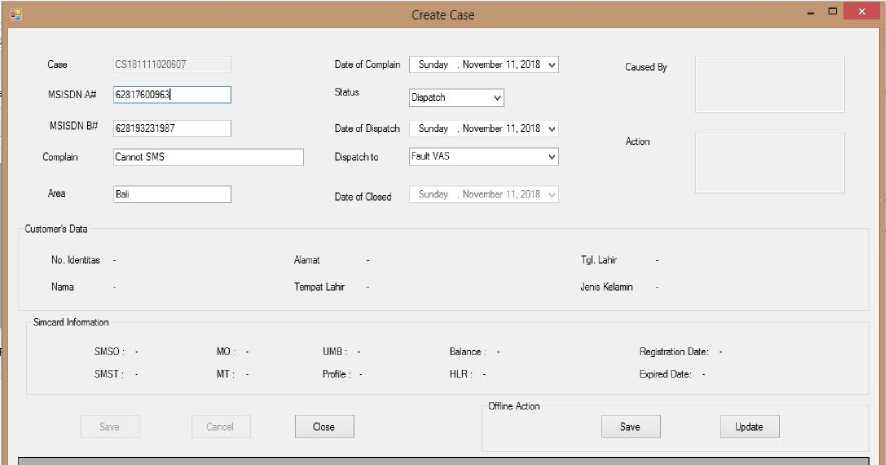 Create Case
Case CS181111020607 Date of Complain Sunday , November 11, 2018 Caused By
MSISDN A# 62817600963 Status Dispatch
MSISDN B# 628193231987 Date of Dispatch Sunday , November 11, 2018 Action
Complain Cannot SMS Dispatch to Fault VAS
Area Bali Date of Closed Sunday , November 11, 2018
Customer's Data
No. Identitas - Alamat - Tgl. Lahir -
Nama - Tempat Lahir - Jenis Kelamin -
Simcard Information
SMSO : - MO : - UMB : - Balance : - Registration Date: -
SMST : - MT : - Profile : - HLR : - Expired Date: -
Offline Action
Save Cancel Close Save Update